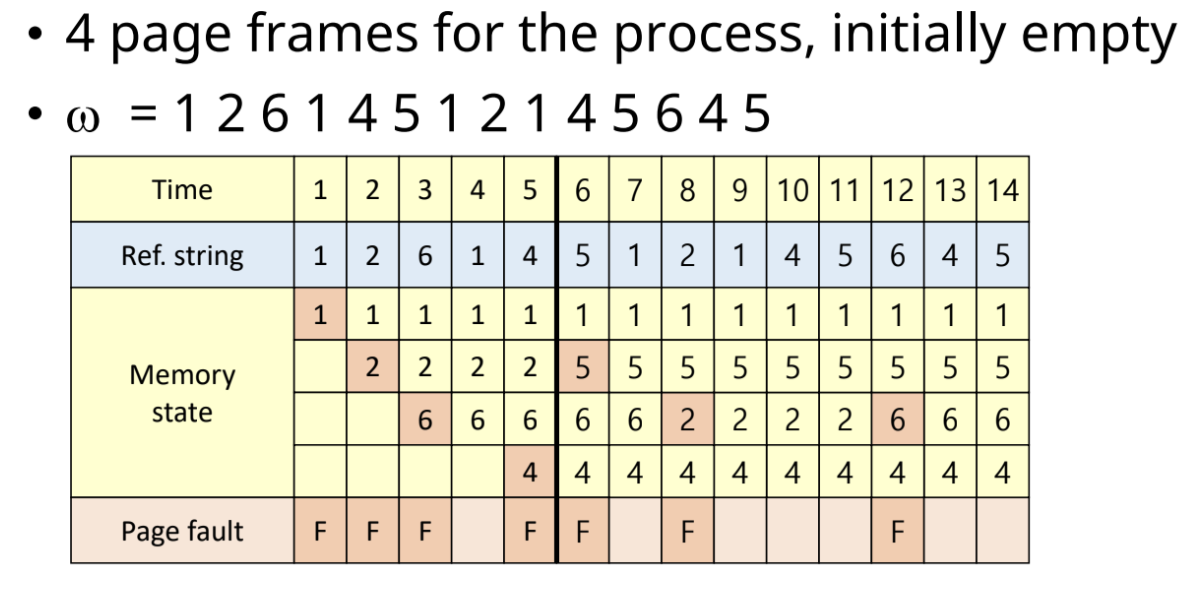 • 4 page frames for the process, initially empty
• ω = 1 2 6 1 4 5 1 2 1 4 5 6 4 5
Time 1 2 3 4 5 6 7 8 9 10 11 12 13 14
Ref. string 1 2 6 1 4 5 1 2 1 4 5 6 4 5
1 1 1 1 1 1 1 1 1 1 1 1 1 1
Memory
state
2 2 2 2 5 5 5 5 5 5 5 5 5
6 6 6 6 6 2 2 2 2 6 6 6
4 4 4 4 4 4 4 4 4 4
Page fault F F F F F F F